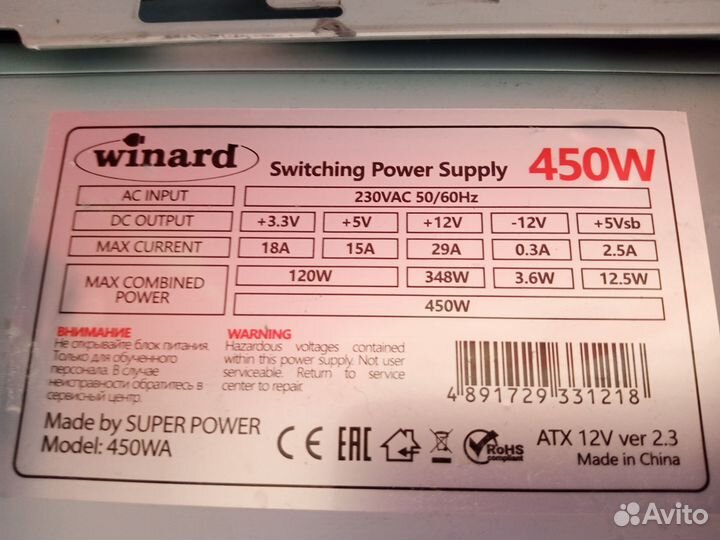 winard Switching Power Supply 450W
AC INPUT 230VAC 50/60Hz
DC OUTPUT +3.3V +5V +12V -12V +5Vsb
MAX CURRENT 18A 15A 29A 0.3A 2.5A
MAX COMBINED POWER 120W 348W 3.6W 12.5W
450W
ВНИМАНИЕ
Не открывайте блок питания.
Только для обученного
персонала. В случае
неисправности обратитесь в
сервисный центр.
WARNING
Hazardous voltages contained
within this power supply. Not user
serviceable. Return to service
center to repair.
4 891729 331218
Made by SUPER POWER
Model: 450WA
CE EAC RoHS
compliant
ATX 12V ver 2.3
Made in China
Avito